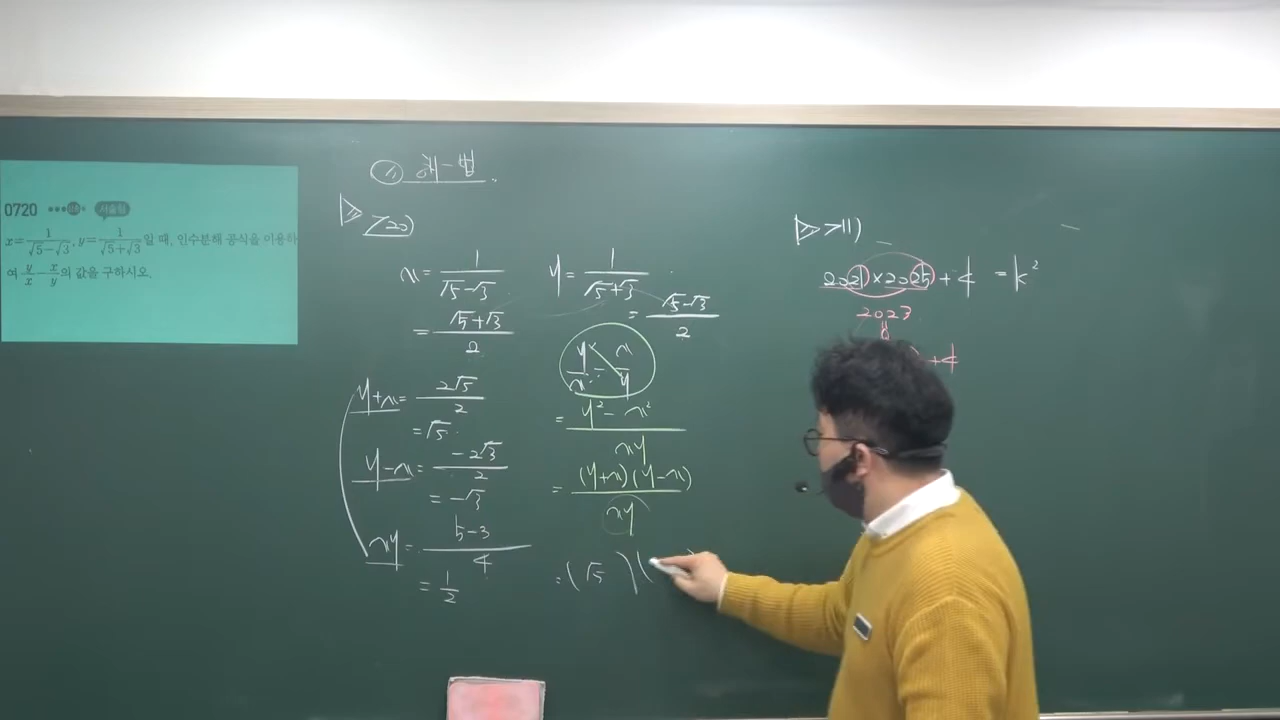 0720 서술형
x=1/(√5-√3), y=1/(√5+√3)일 때, 인수분해 공식을 이용하
여 y/x-x/y의 값을 구하시오.
720)
x=1/(√5-√3)
=(√5+√3)/2
y=1/(√5+√3)
=(√5-√3)/2
y+x=2√5/2
=√5
y-x=-2√3/2
=-√3
xy=(5-3)/4
=1/2
y/x-x/y
=(y²-x²)/xy
=(y+x)(y-x)/xy
=(√5)(
711)
2021×2025+4=k²
2023
+4